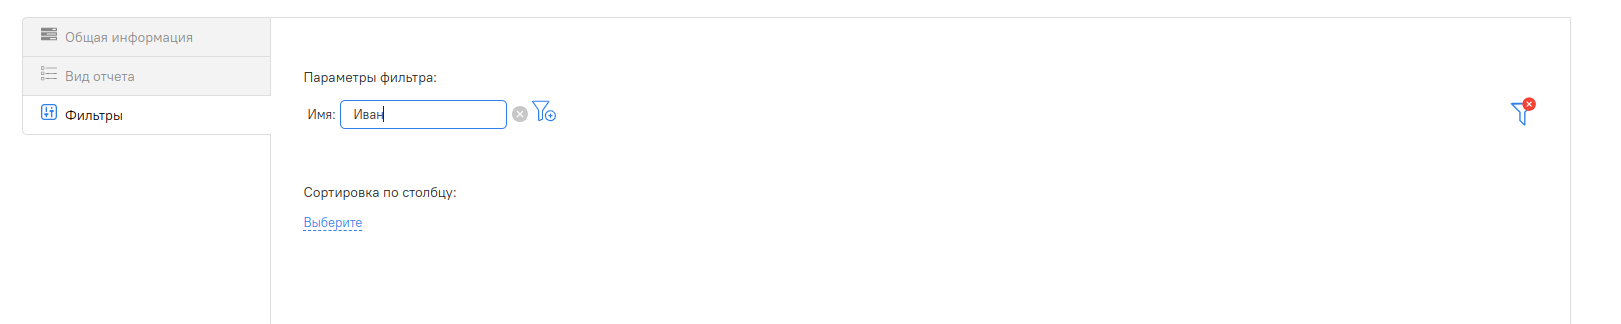 Общая информация
Вид отчета
Фильтры
Параметры фильтра:
Имя: Иван
Сортировка по столбцу:
Выберите